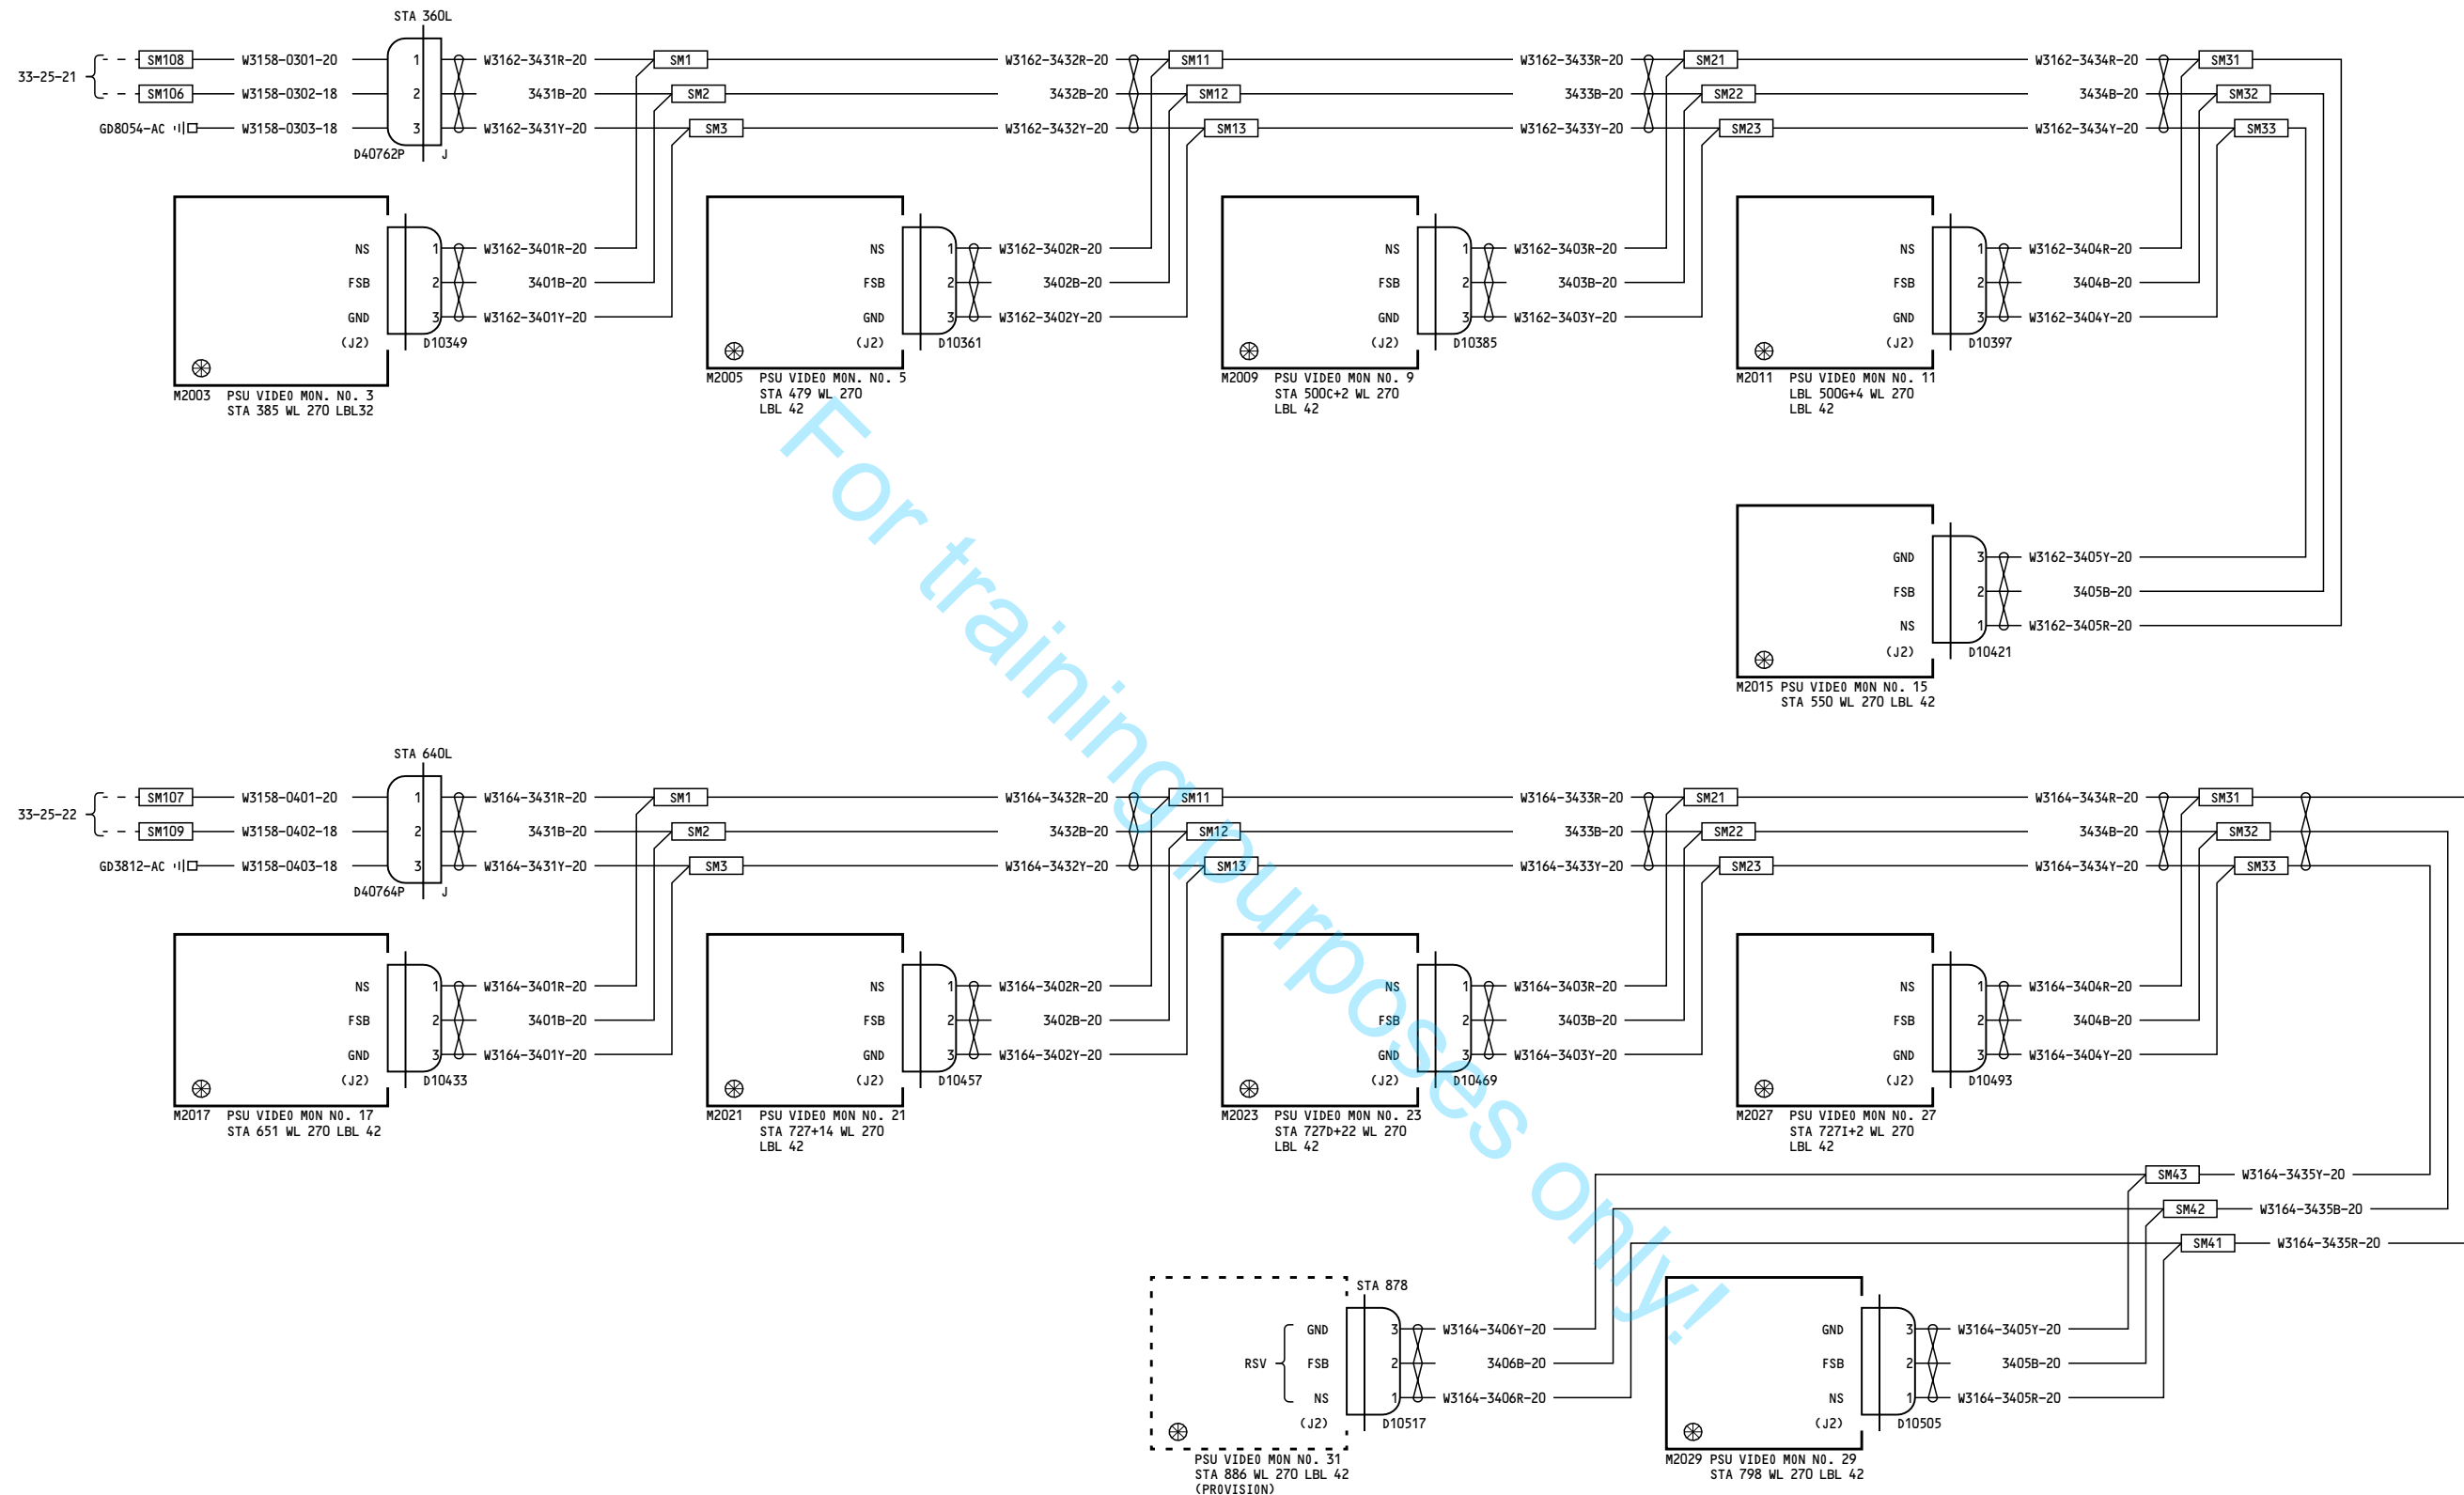 STA 360L
33-25-21
SM108 W3158-0301-20 1 W3162-3431R-20 SM1 W3162-3432R-20 SM11 W3162-3433R-20 SM21 W3162-3434R-20 SM31
SM106 W3158-0302-18 2 3431B-20 SM2 3432B-20 SM12 3433B-20 SM22 3434B-20 SM32
GD8054-AC W3158-0303-18 3 W3162-3431Y-20 SM3 W3162-3432Y-20 SM13 W3162-3433Y-20 SM23 W3162-3434Y-20 SM33
D40762P J
NS 1 W3162-3401R-20 NS 1 W3162-3402R-20 NS 1 W3162-3403R-20 NS 1 W3162-3404R-20
FSB 2 3401B-20 FSB 2 3402B-20 FSB 2 3403B-20 FSB 2 3404B-20
GND 3 W3162-3401Y-20 GND 3 W3162-3402Y-20 GND 3 W3162-3403Y-20 GND 3 W3162-3404Y-20
(J2) D10349 (J2) D10361 (J2) D10385 (J2) D10397
M2003 PSU VIDEO MON. NO. 3
STA 385 WL 270 LBL32
M2005 PSU VIDEO MON. NO. 5
STA 479 WL 270
LBL 42
M2009 PSU VIDEO MON NO. 9
STA 500C+2 WL 270
LBL 42
M2011 PSU VIDEO MON NO. 11
LBL 500G+4 WL 270
LBL 42
GND 3 W3162-3405Y-20
FSB 2 3405B-20
NS 1 W3162-3405R-20
(J2) D10421
M2015 PSU VIDEO MON NO. 15
STA 550 WL 270 LBL 42
For training purposes only!
STA 640L
33-25-22
SM107 W3158-0401-20 1 W3164-3431R-20 SM1 W3164-3432R-20 SM11 W3164-3433R-20 SM21 W3164-3434R-20 SM31
SM109 W3158-0402-18 2 3431B-20 SM2 3432B-20 SM12 3433B-20 SM22 3434B-20 SM32
GD3812-AC W3158-0403-18 3 W3164-3431Y-20 SM3 W3164-3432Y-20 SM13 W3164-3433Y-20 SM23 W3164-3434Y-20 SM33
D40764P J
NS 1 W3164-3401R-20 NS 1 W3164-3402R-20 NS 1 W3164-3403R-20 NS 1 W3164-3404R-20
FSB 2 3401B-20 FSB 2 3402B-20 FSB 2 3403B-20 FSB 2 3404B-20
GND 3 W3164-3401Y-20 GND 3 W3164-3402Y-20 GND 3 W3164-3403Y-20 GND 3 W3164-3404Y-20
(J2) D10433 (J2) D10457 (J2) D10469 (J2) D10493
M2017 PSU VIDEO MON NO. 17
STA 651 WL 270 LBL 42
M2021 PSU VIDEO MON NO. 21
STA 727+14 WL 270
LBL 42
M2023 PSU VIDEO MON NO. 23
STA 727D+22 WL 270
LBL 42
M2027 PSU VIDEO MON NO. 27
STA 727I+2 WL 270
LBL 42
SM43 W3164-3435Y-20
SM42 W3164-3435B-20
SM41 W3164-3435R-20
STA 878
RSV
GND 3 W3164-3406Y-20 GND 3 W3164-3405Y-20
FSB 2 3406B-20 FSB 2 3405B-20
NS 1 W3164-3406R-20 NS 1 W3164-3405R-20
(J2) D10517 (J2) D10505
PSU VIDEO MON NO. 31
STA 886 WL 270 LBL 42
(PROVISION)
M2029 PSU VIDEO MON NO. 29
STA 798 WL 270 LBL 42